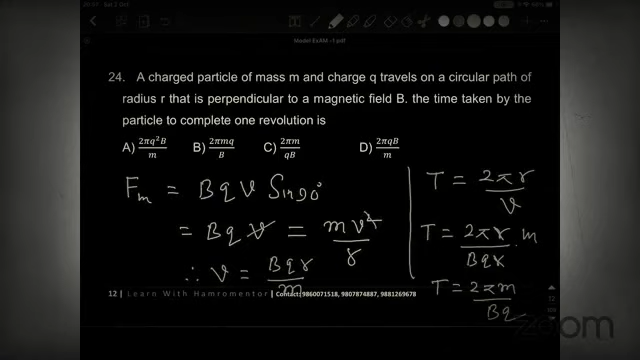 Model ExAM -1.pdf
24. A charged particle of mass m and charge q travels on a circular path of
radius r that is perpendicular to a magnetic field B. the time taken by the
particle to complete one revolution is
A) 2πq²B/m B) 2πmq/B C) 2πm/qB D) 2πqB/m
Fm = Bqv Sin90°
= Bqv = mv²/r
∴ v = Bqr/m
T = 2πr/v
T = 2πr/Bqr . m
T = 2πm/Bq
12 | Learn With Hamromentor | Contact: 9860071518, 9807874887, 9881269678
12
zoom